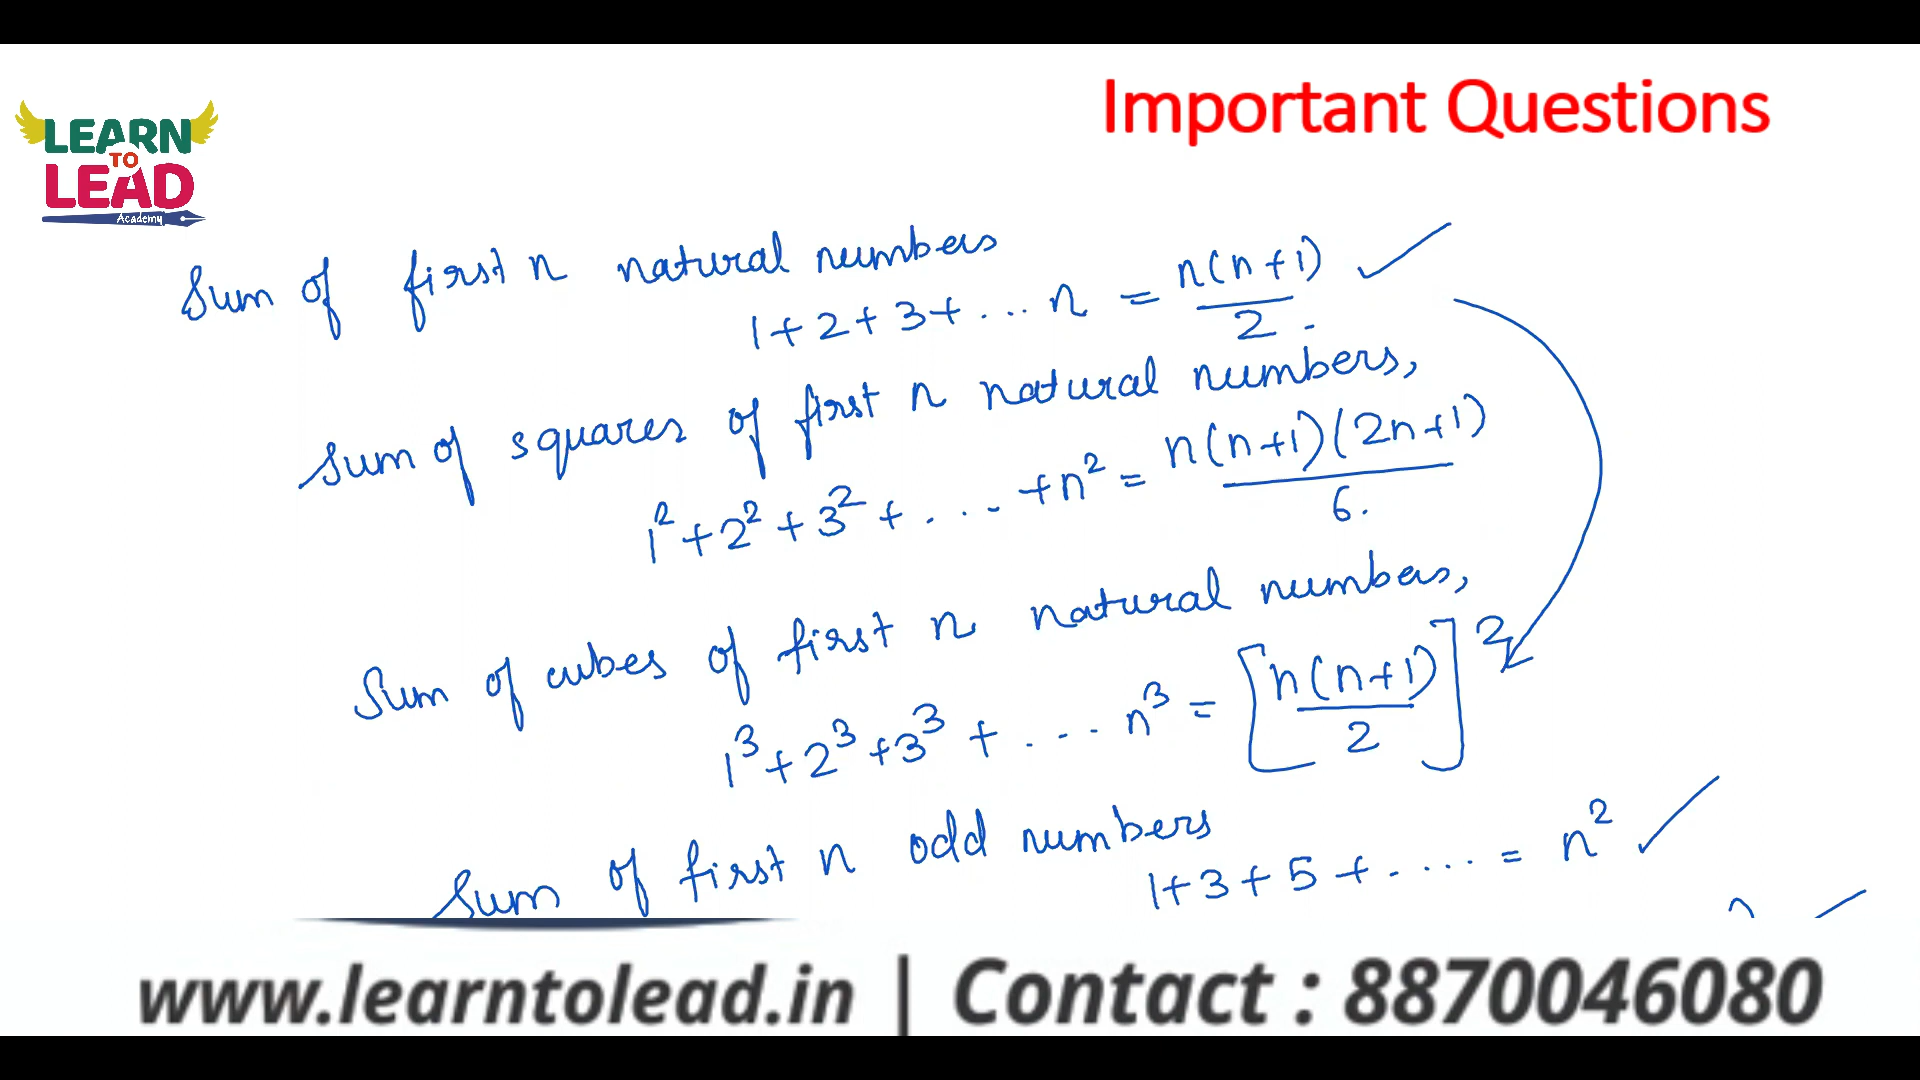 Important Questions
LEARN
TO
LEAD
Academy
Sum of first n natural numbers
1+2+3+...n = n(n+1)/2.
Sum of squares of first n natural numbers,
1²+2²+3²+....+n² = n(n+1)(2n+1)/6.
Sum of cubes of first n natural numbers,
1³+2³+3³+...n³ = [n(n+1)/2]²
Sum of first n odd numbers
1+3+5+.... = n²
www.learntolead.in | Contact : 8870046080